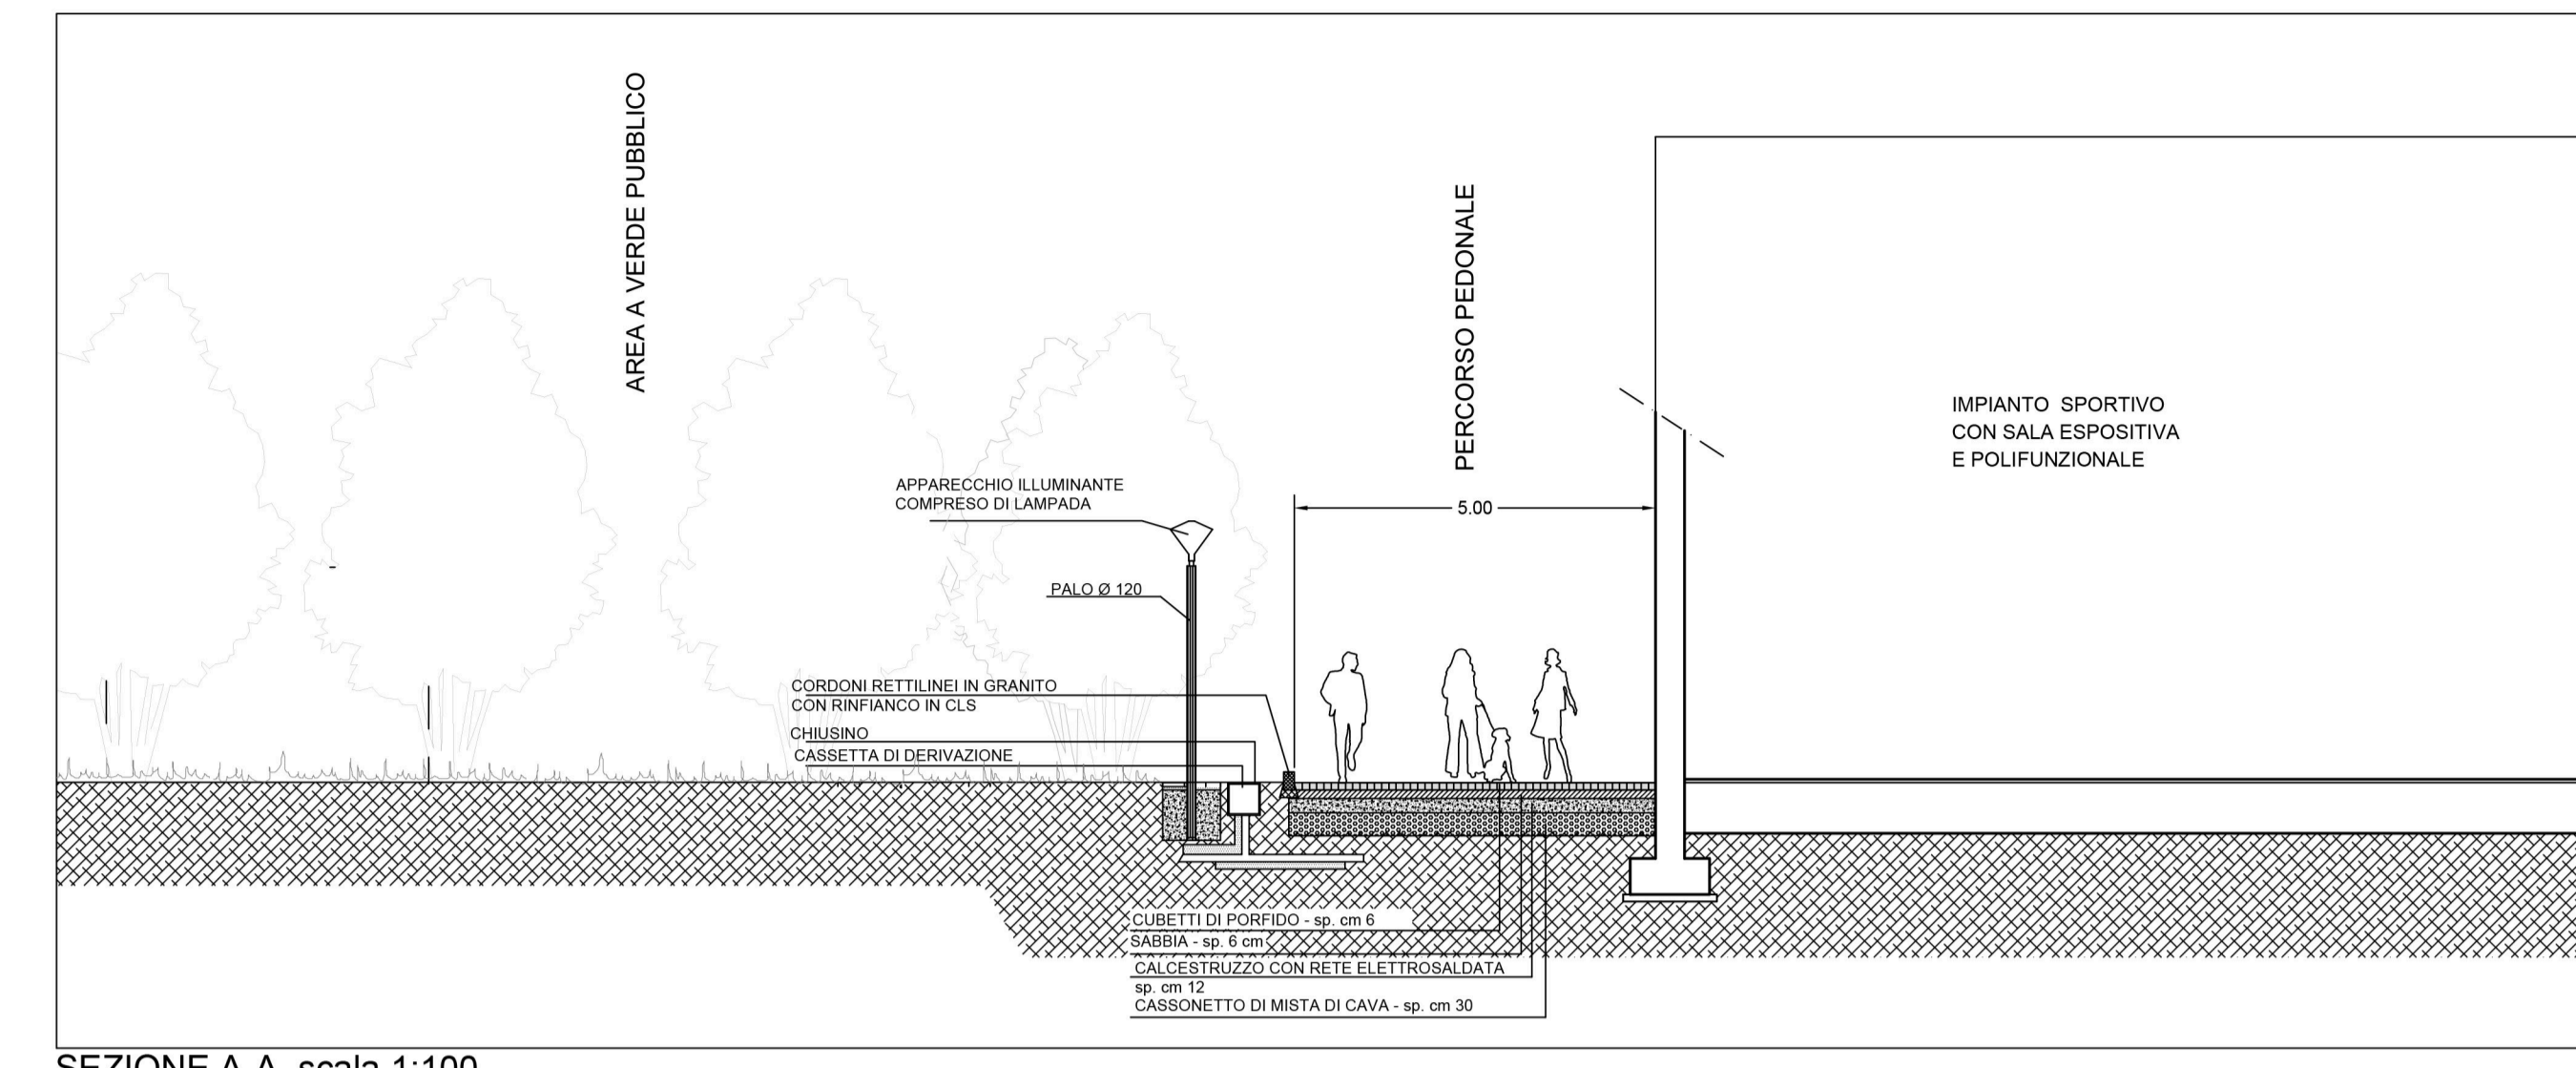 AREA A VERDE PUBBLICO
PERCORSO PEDONALE
IMPIANTO SPORTIVO
CON SALA ESPOSITIVA
E POLIFUNZIONALE
APPARECCHIO ILLUMINANTE
COMPRESO DI LAMPADA
5.00
PALO Ø 120
CORDONI RETTILINEI IN GRANITO
CON RINFIANCO IN CLS
CHIUSINO
CASSETTA DI DERIVAZIONE
CUBETTI DI PORFIDO - sp. cm 6
SABBIA - sp. 6 cm
CALCESTRUZZO CON RETE ELETTROSALDATA
sp. cm 12
CASSONETTO DI MISTA DI CAVA - sp. cm 30
SEZIONE A-A scala 1:100